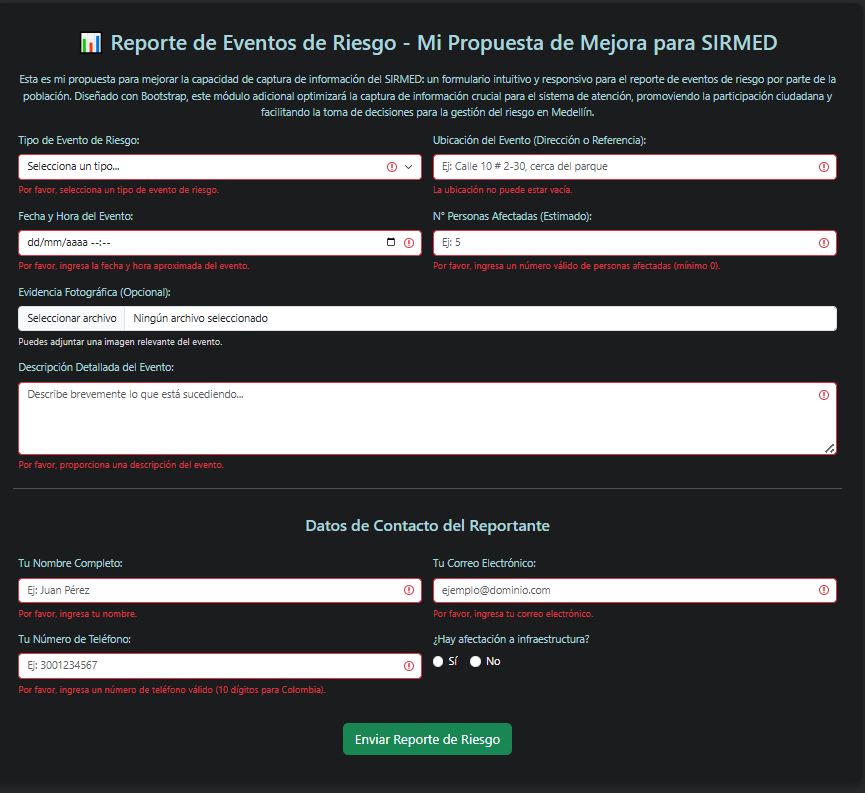 Reporte de Eventos de Riesgo - Mi Propuesta de Mejora para SIRMED
Esta es mi propuesta para mejorar la capacidad de captura de información del SIRMED: un formulario intuitivo y responsivo para el reporte de eventos de riesgo por parte de la
población. Diseñado con Bootstrap, este módulo adicional optimizará la captura de información crucial para el sistema de atención, promoviendo la participación ciudadana y
facilitando la toma de decisiones para la gestión del riesgo en Medellín.
Tipo de Evento de Riesgo:
Selecciona un tipo...
Por favor, selecciona un tipo de evento de riesgo.
Ubicación del Evento (Dirección o Referencia):
Ej: Calle 10 # 2-30, cerca del parque
La ubicación no puede estar vacía.
Fecha y Hora del Evento:
dd/mm/aaaa --:--
Por favor, ingresa la fecha y hora aproximada del evento.
N° Personas Afectadas (Estimado):
Ej: 5
Por favor, ingresa un número válido de personas afectadas (mínimo 0).
Evidencia Fotográfica (Opcional):
Seleccionar archivo Ningún archivo seleccionado
Puedes adjuntar una imagen relevante del evento.
Descripción Detallada del Evento:
Describe brevemente lo que está sucediendo...
Por favor, proporciona una descripción del evento.
Datos de Contacto del Reportante
Tu Nombre Completo:
Ej: Juan Pérez
Por favor, ingresa tu nombre.
Tu Correo Electrónico:
ejemplo@dominio.com
Por favor, ingresa tu correo electrónico.
Tu Número de Teléfono:
Ej: 3001234567
Por favor, ingresa un número de teléfono válido (10 dígitos para Colombia).
¿Hay afectación a infraestructura?
Sí No
Enviar Reporte de Riesgo